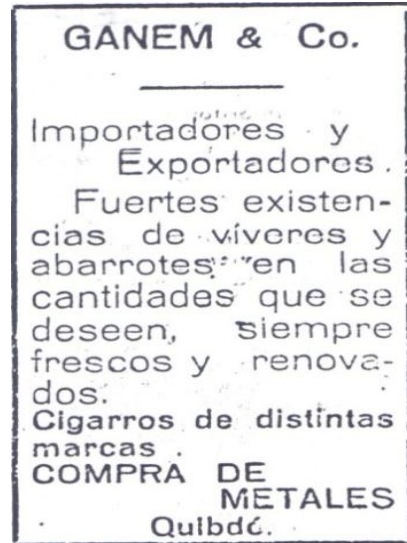 GANEM & Co.
Importadores y
Exportadores.
Fuertes existen-
cias de víveres y
abarrotes en las
cantidades que se
deseen, siempre
frescos y renova-
dos.
Cigarros de distintas
marcas.
COMPRA DE
METALES
Quibdó.